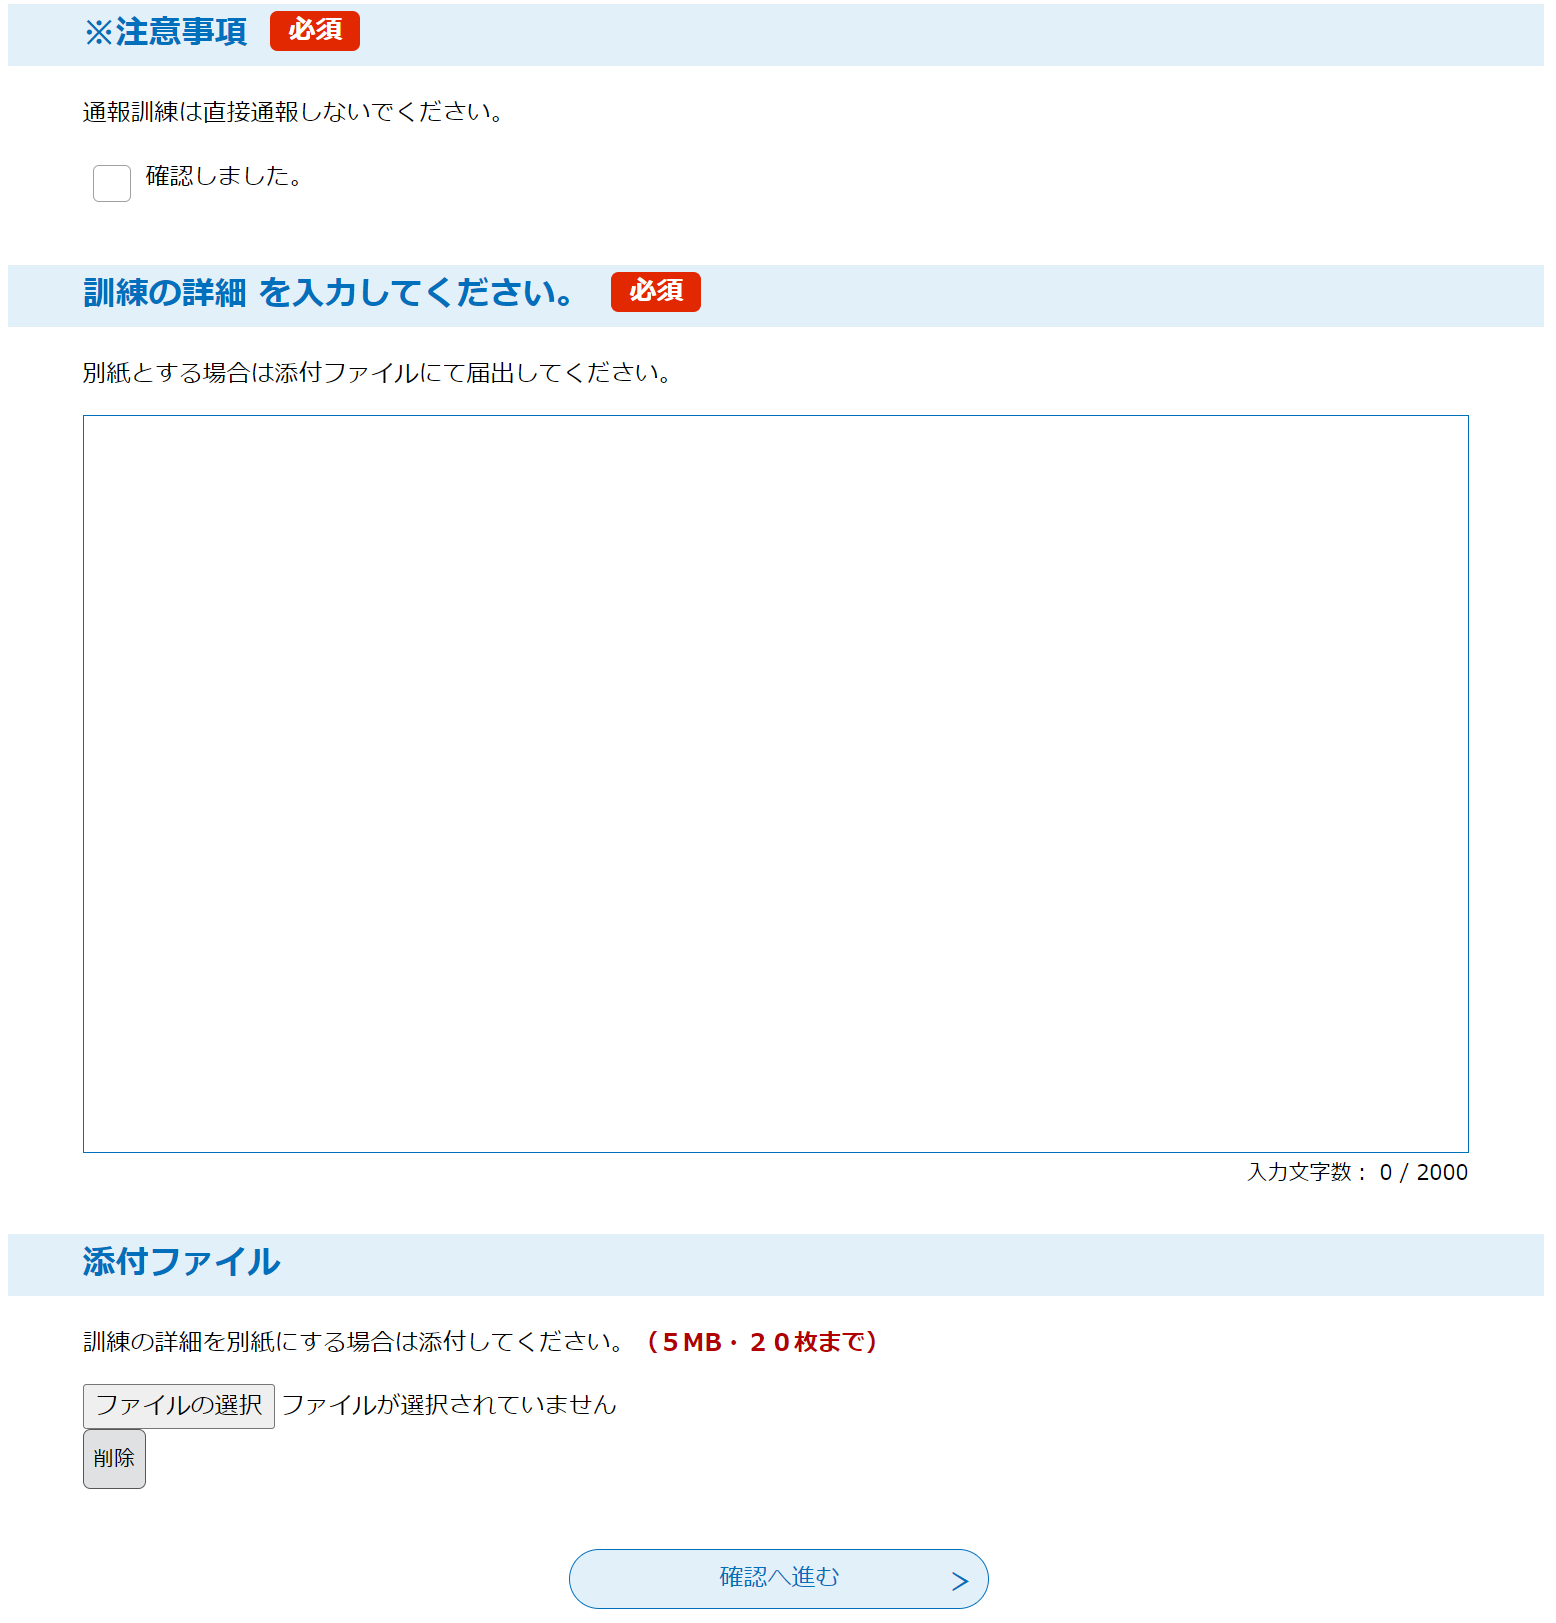 ※注意事項 必須
通報訓練は直接通報しないでください。
確認しました。
訓練の詳細 を入力してください。 必須
別紙とする場合は添付ファイルにて届出してください。
入力文字数： 0 / 2000
添付ファイル
訓練の詳細を別紙にする場合は添付してください。（５MB・２０枚まで）
ファイルの選択 ファイルが選択されていません
削除
確認へ進む